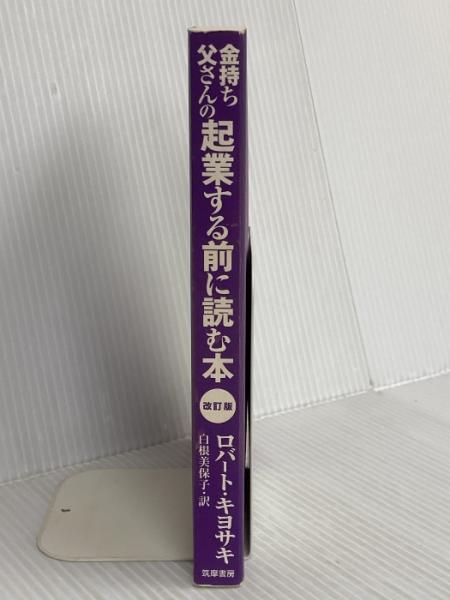 金持ち
父さんの
起業する前に読む本
改訂版
ロバート・キヨサキ
白根美保子・訳
筑摩書房